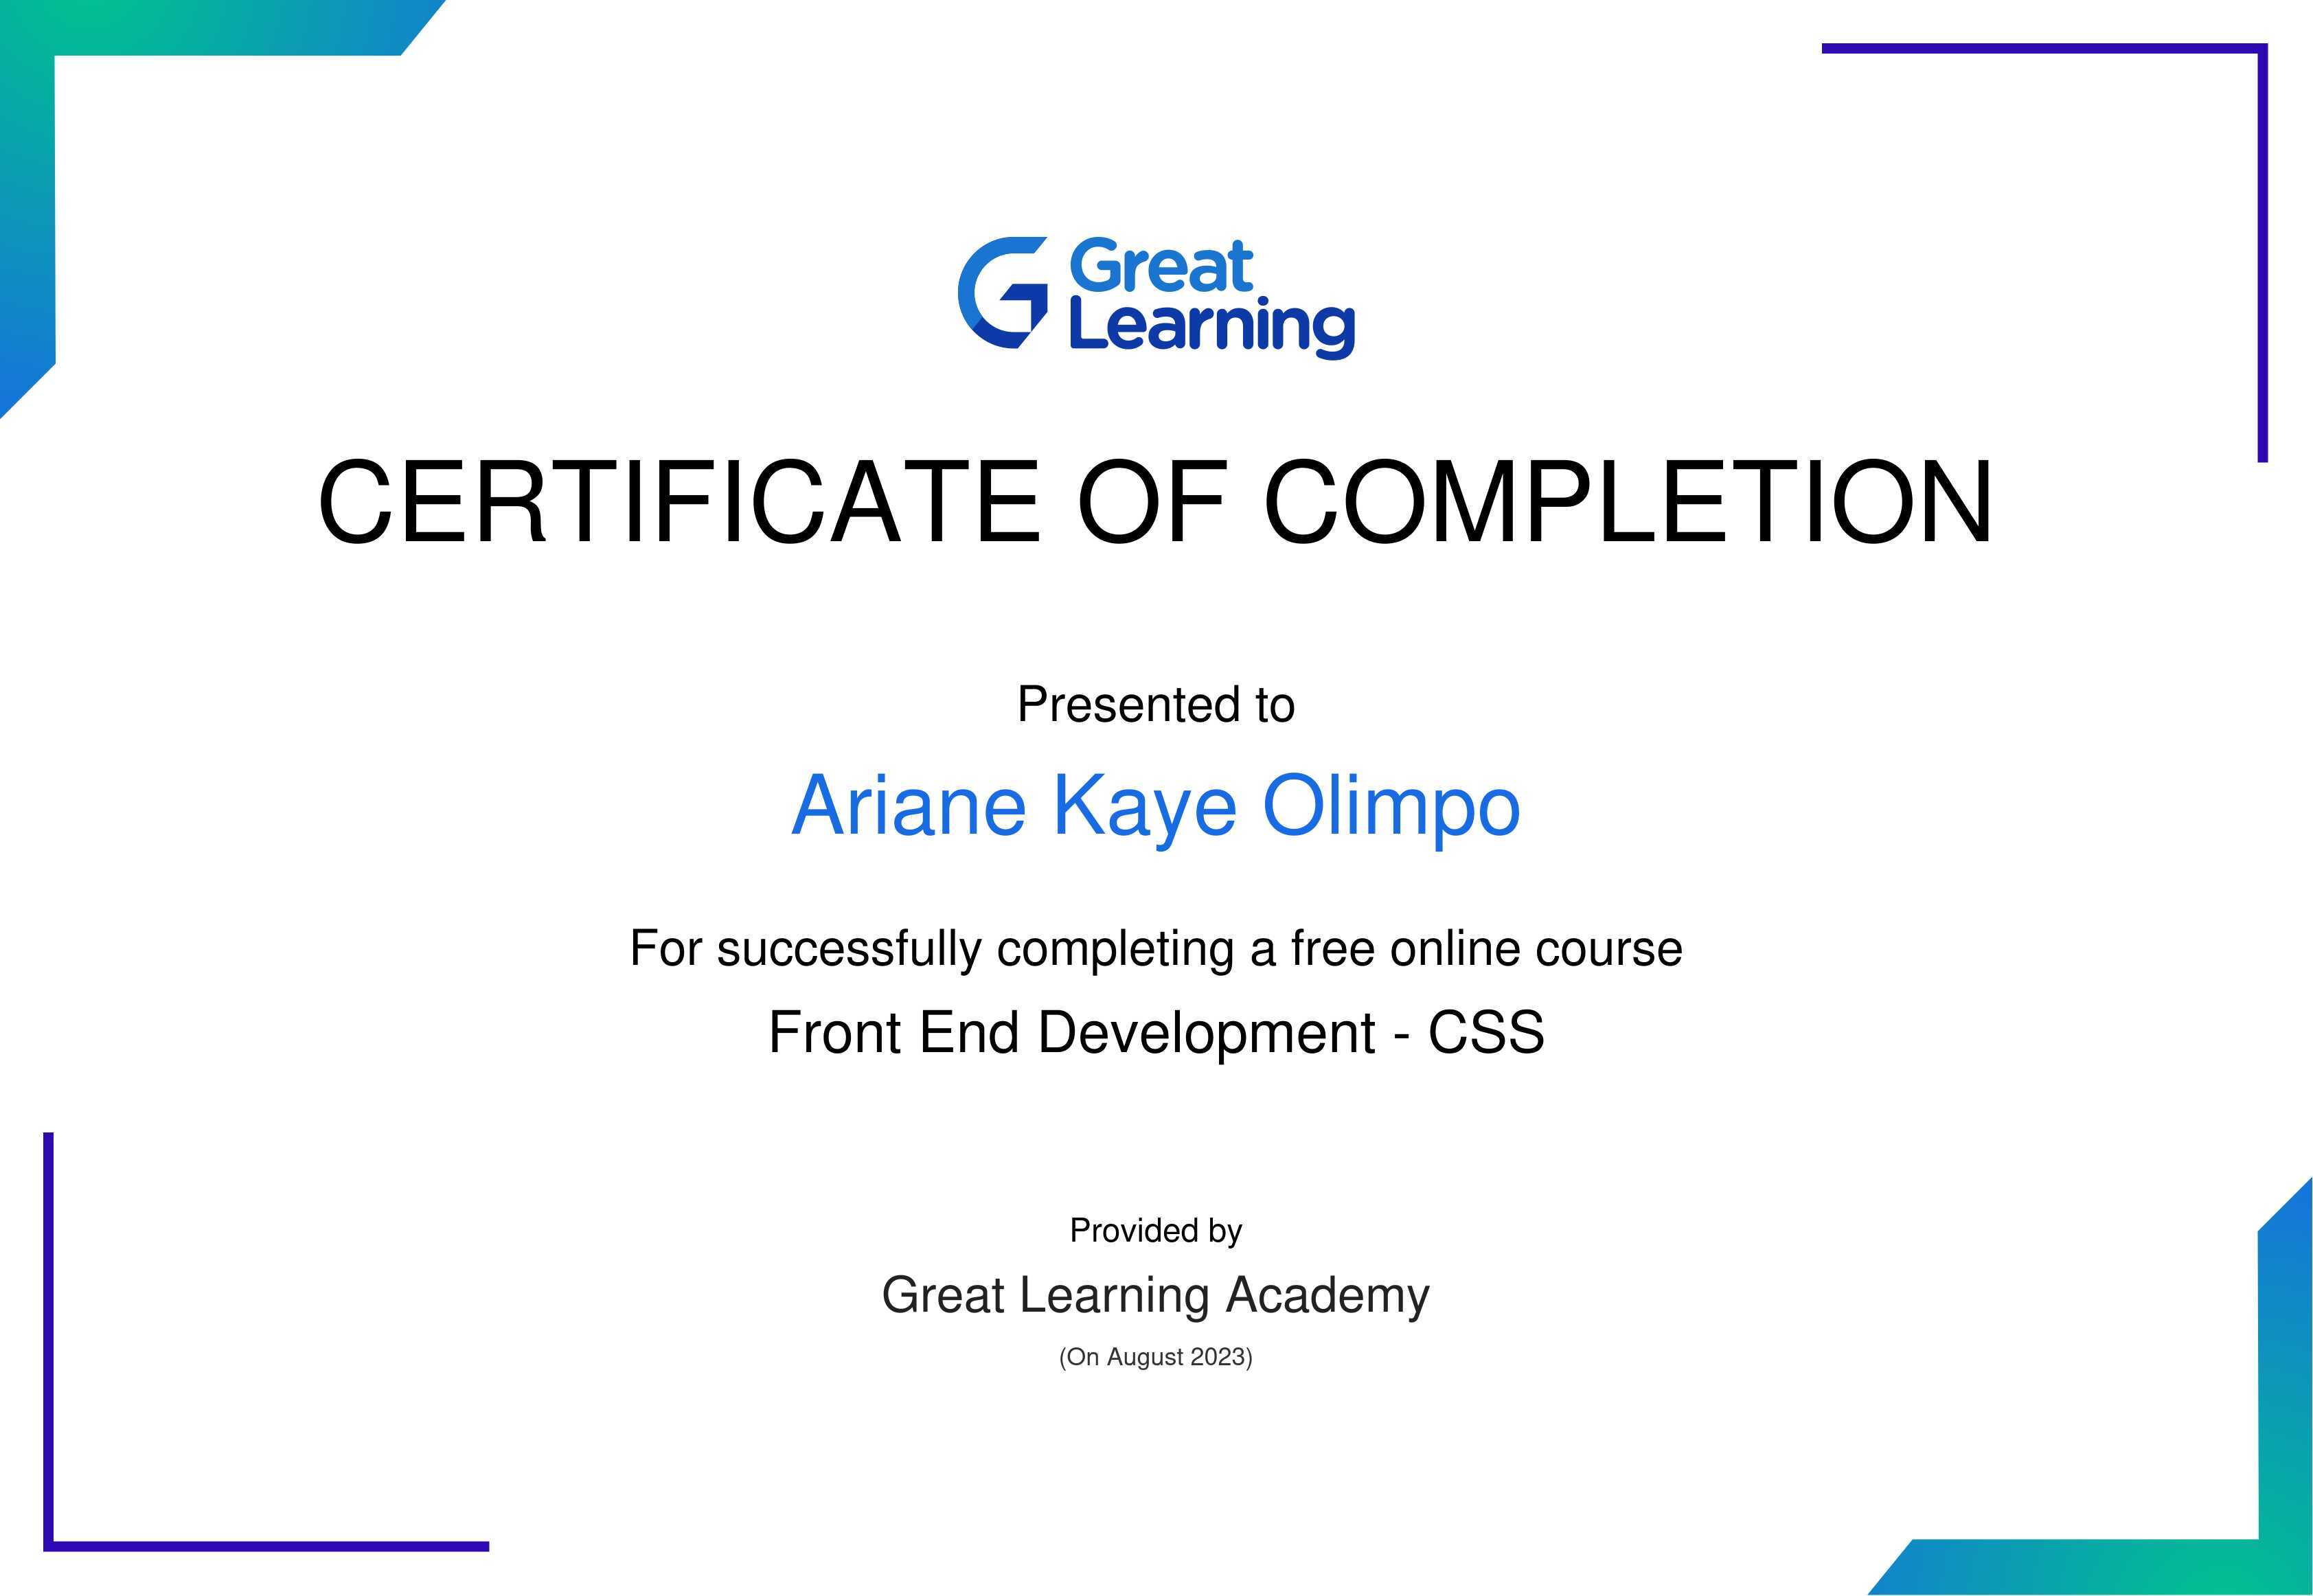 Great
Learning
CERTIFICATE OF COMPLETION
Presented to
Ariane Kaye Olimpo
For successfully completing a free online course
Front End Development - CSS
Provided by
Great Learning Academy
(On August 2023)